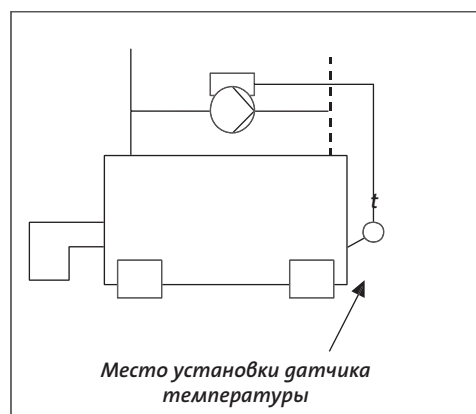 t
Место установки датчика
температуры